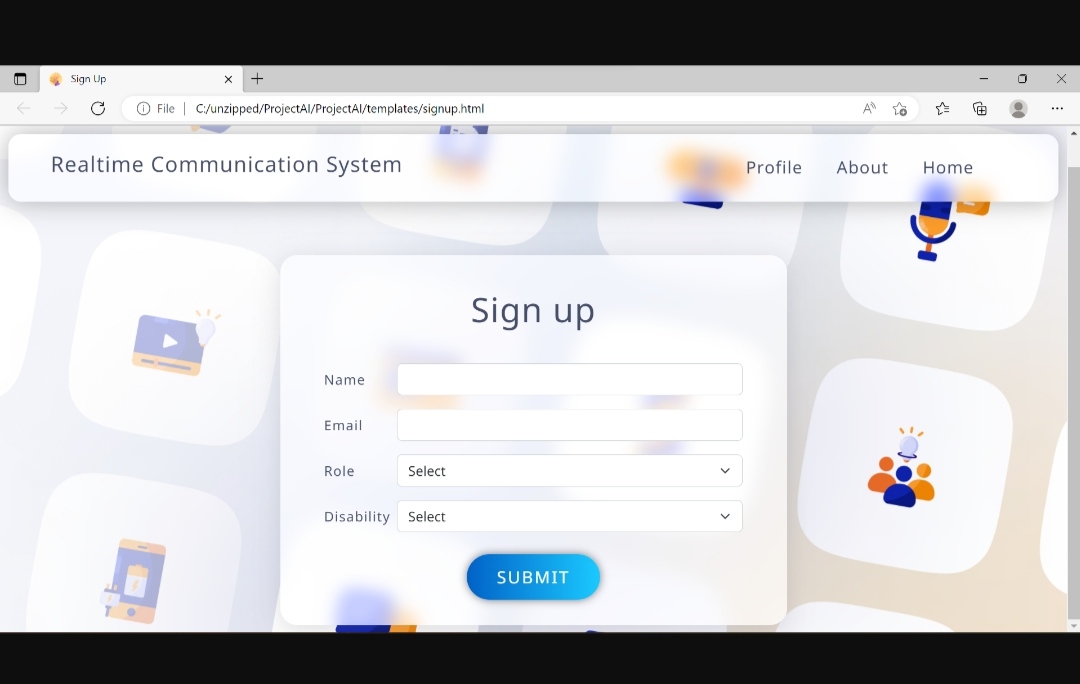 Sign Up
File
C:/unzipped/ProjectAI/ProjectAI/templates/signup.html
Realtime Communication System
Profile
About
Home
Sign up
Name
Email
Role Select
Disability Select
SUBMIT